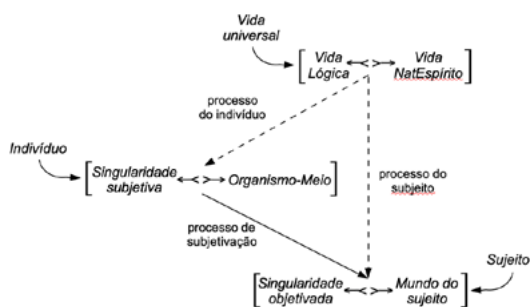 Vida
universal
[ Vida
Lógica
< > Vida
NatEspírito ]
processo
do indivíduo
Indivíduo
[ Singularidade
subjetiva
< > Organismo-Meio ]
processo do
subjeito
processo de
subjetivação
Sujeito
[ Singularidade
objetivada
< > Mundo do
sujeito ]